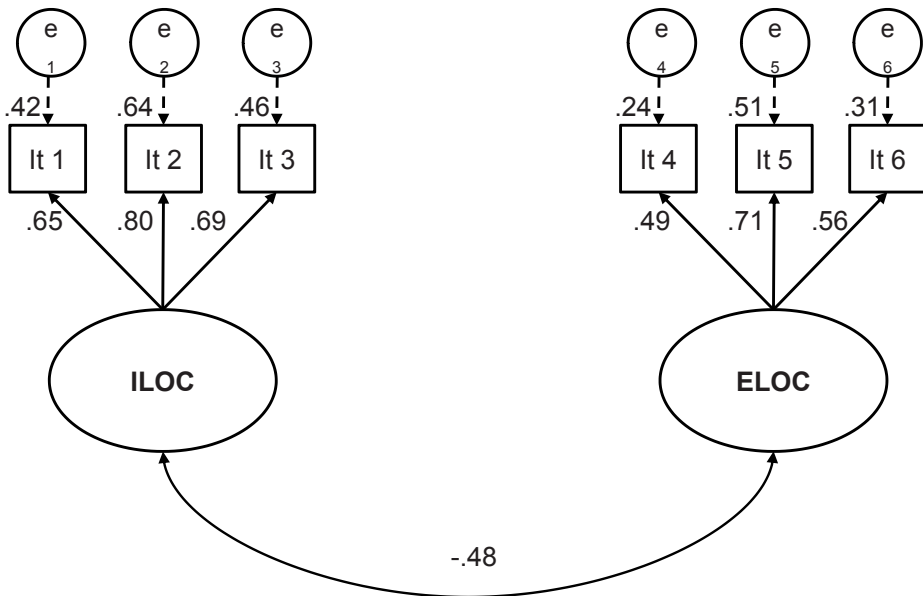 e e e e e e
1 2 3 4 5 6
.42 .64 .46 .24 .51 .31
It 1 It 2 It 3 It 4 It 5 It 6
.65 .80 .69 .49 .71 .56
ILOC ELOC
-.48